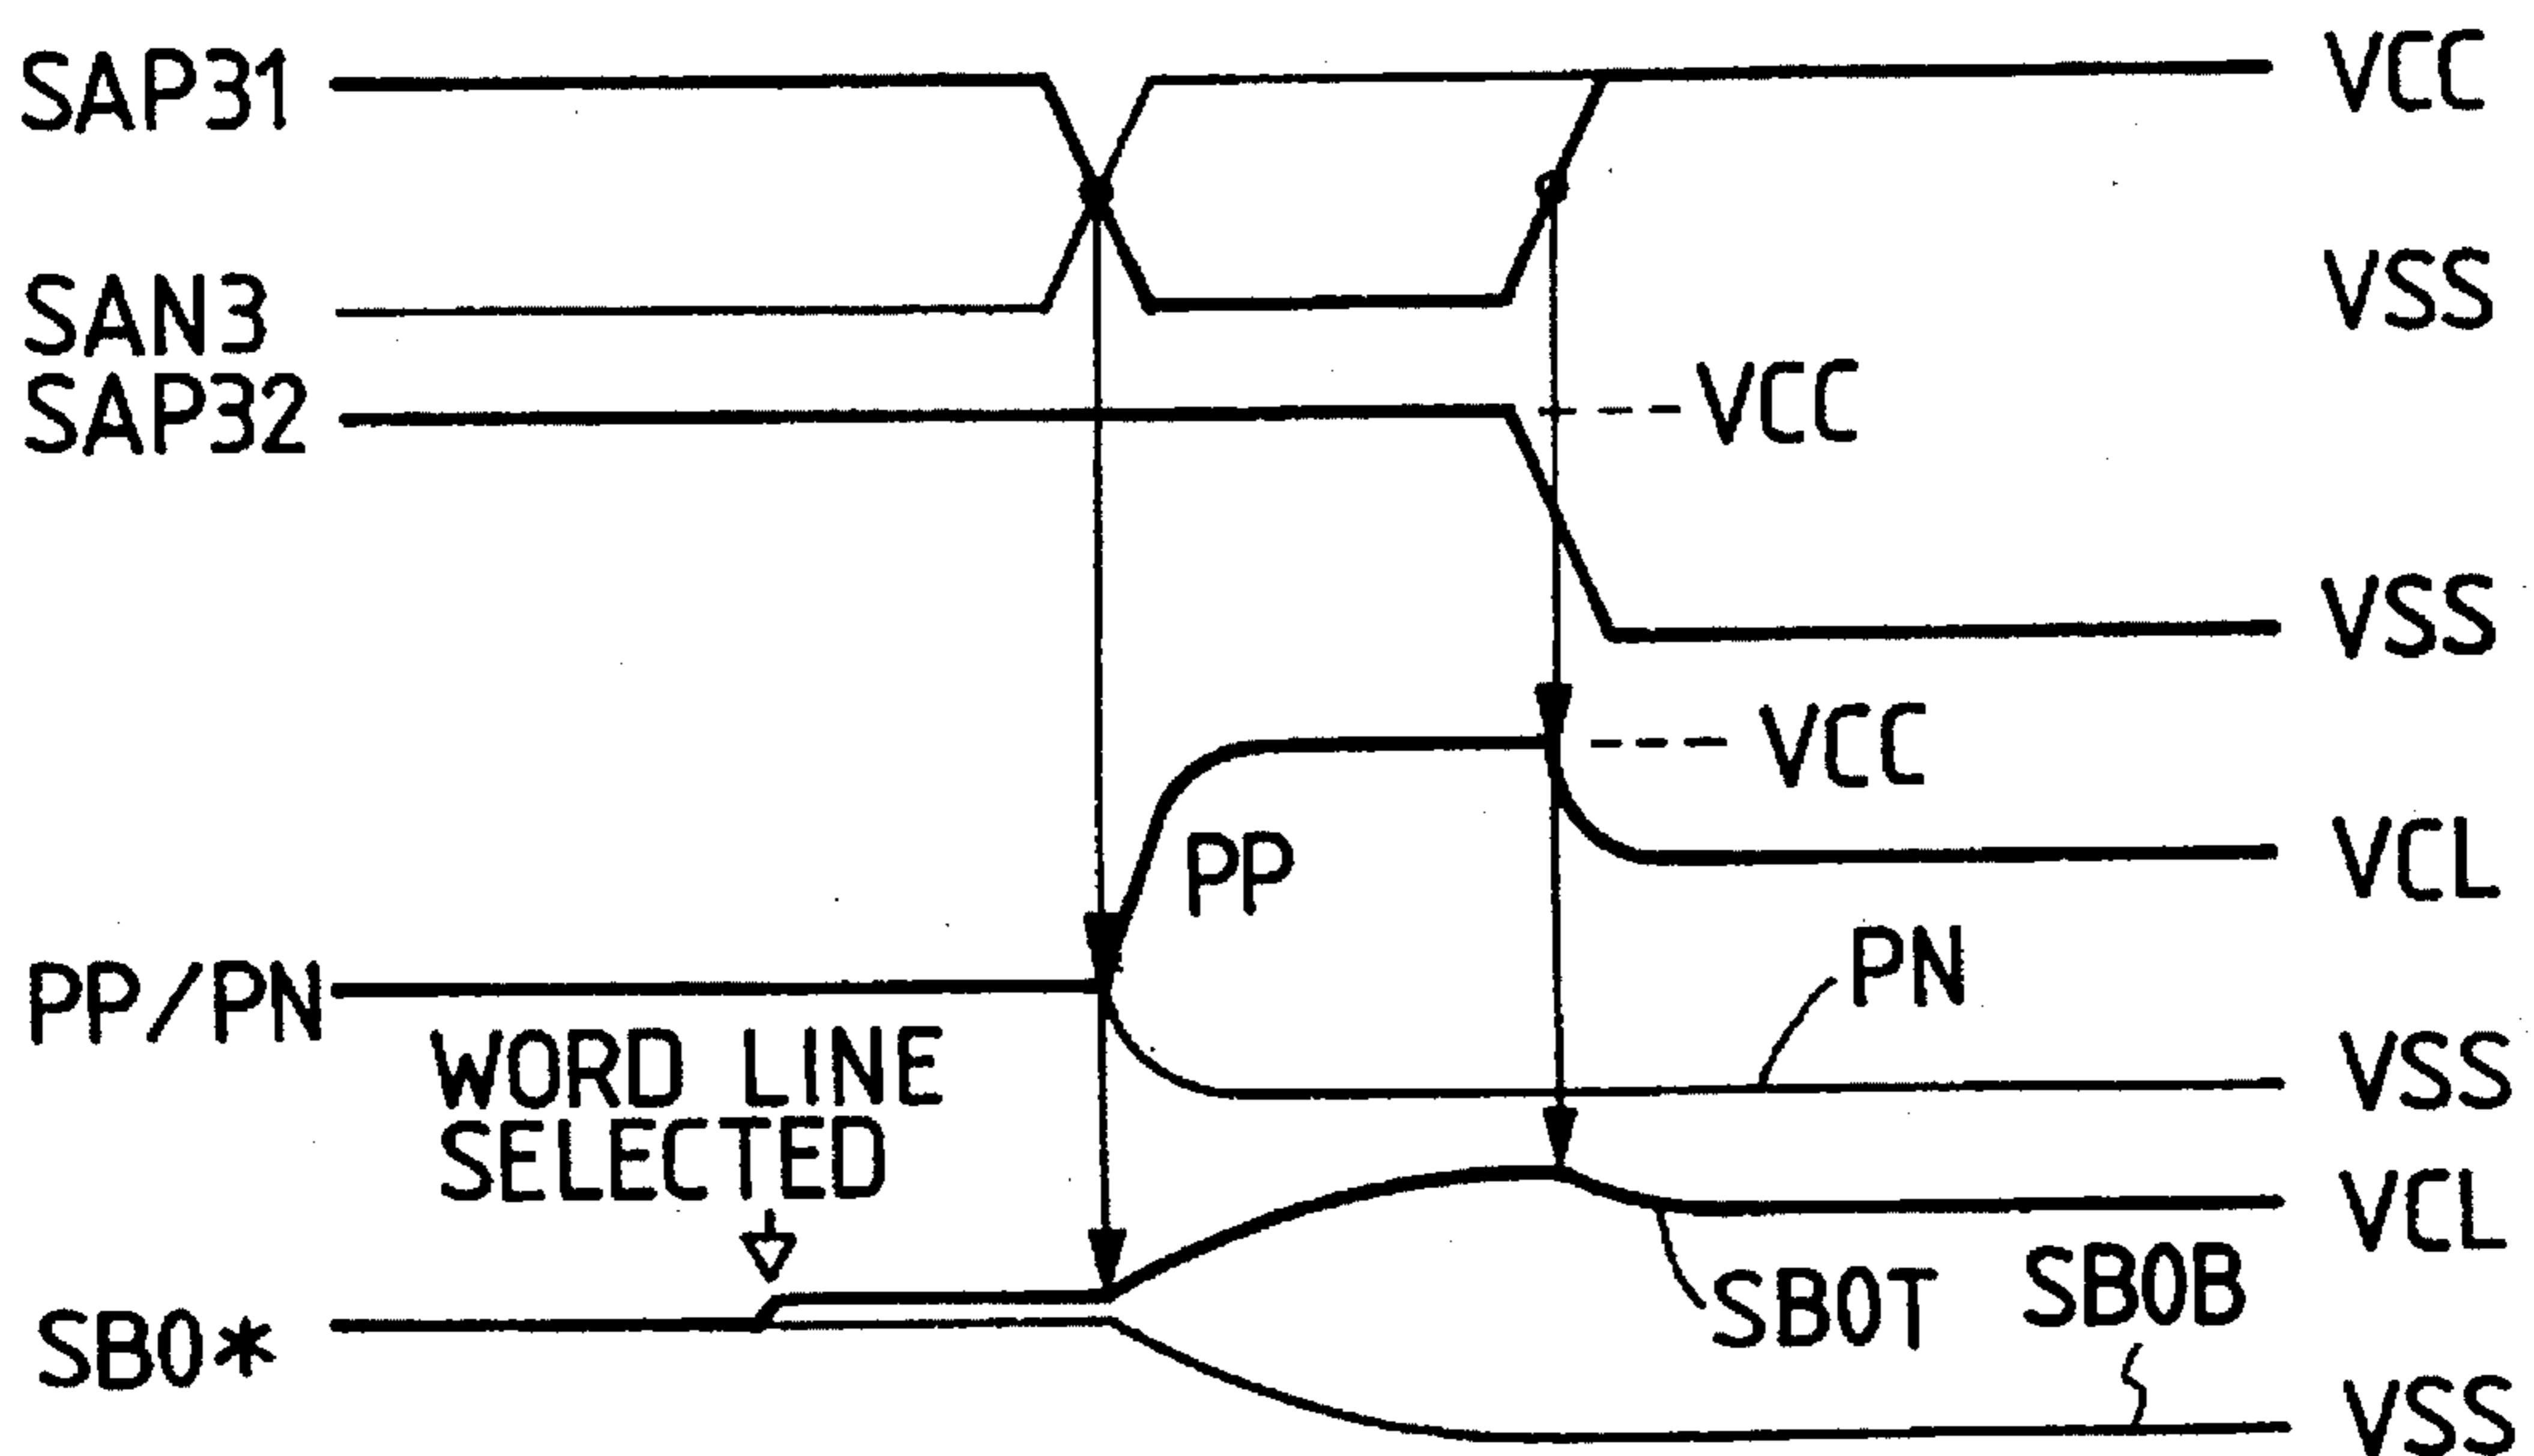 SAP31
VCC
SAN3
VSS
SAP32
VCC
VSS
VCC
PP
VCL
PN
PP/PN
WORD LINE
SELECTED
VSS
VCL
SB0T
SB0B
SB0*
VSS